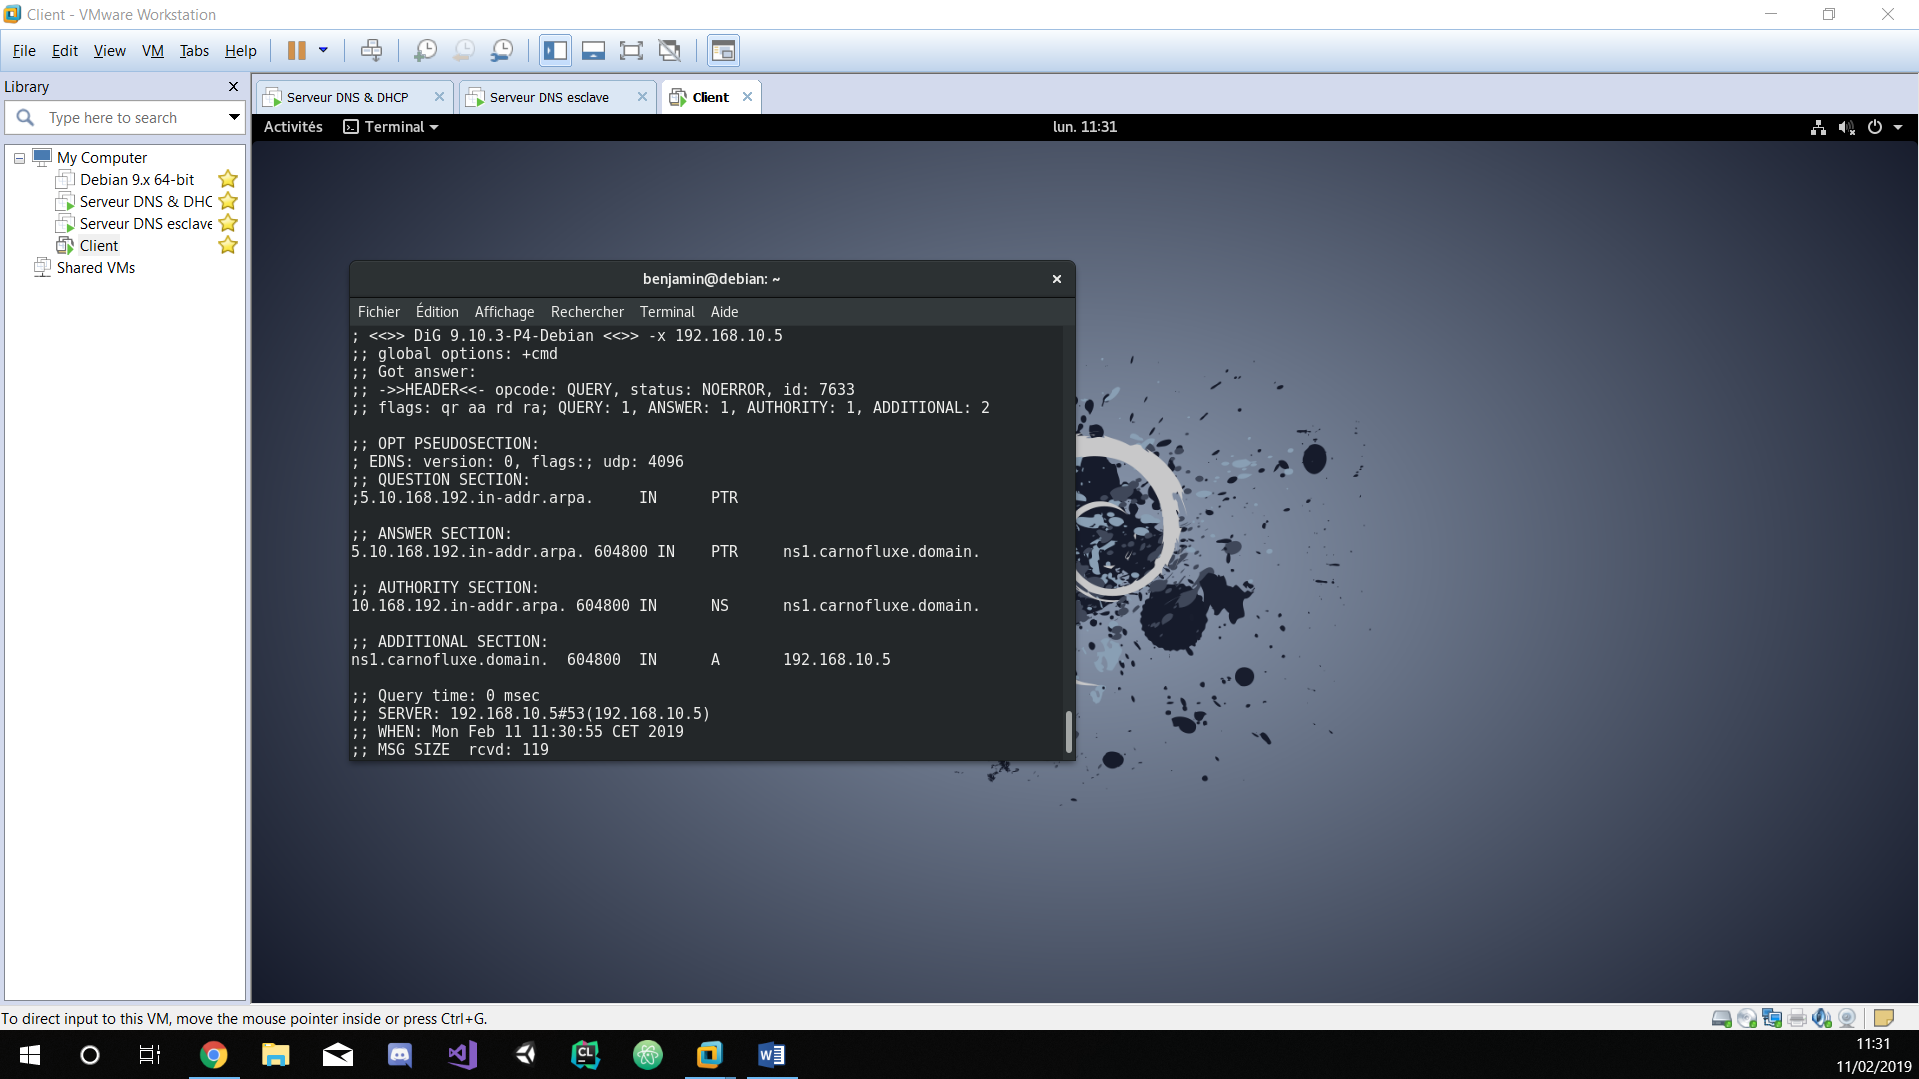 Client - VMware Workstation
File Edit View VM Tabs Help
Library
Type here to search
My Computer
Debian 9.x 64-bit
Serveur DNS & DHC
Serveur DNS esclave
Client
Shared VMs
Serveur DNS & DHCP
Serveur DNS esclave
Client
Activités Terminal lun. 11:31
benjamin@debian: ~
Fichier Édition Affichage Rechercher Terminal Aide
; <<>> DiG 9.10.3-P4-Debian <<>> -x 192.168.10.5
;; global options: +cmd
;; Got answer:
;; ->>HEADER<<- opcode: QUERY, status: NOERROR, id: 7633
;; flags: qr aa rd ra; QUERY: 1, ANSWER: 1, AUTHORITY: 1, ADDITIONAL: 2
;; OPT PSEUDOSECTION:
; EDNS: version: 0, flags:; udp: 4096
;; QUESTION SECTION:
;5.10.168.192.in-addr.arpa. IN PTR
;; ANSWER SECTION:
5.10.168.192.in-addr.arpa. 604800 IN PTR ns1.carnofluxe.domain.
;; AUTHORITY SECTION:
10.168.192.in-addr.arpa. 604800 IN NS ns1.carnofluxe.domain.
;; ADDITIONAL SECTION:
ns1.carnofluxe.domain. 604800 IN A 192.168.10.5
;; Query time: 0 msec
;; SERVER: 192.168.10.5#53(192.168.10.5)
;; WHEN: Mon Feb 11 11:30:55 CET 2019
;; MSG SIZE rcvd: 119
To direct input to this VM, move the mouse pointer inside or press Ctrl+G.
CL
11:31
11/02/2019